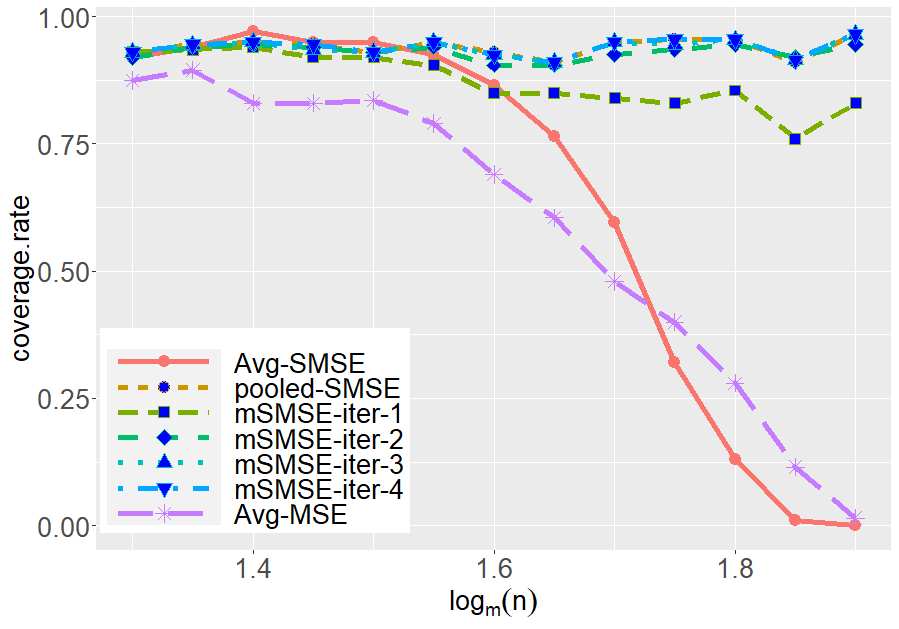 1.00
0.75
0.50
0.25
0.00
coverage.rate
Avg-SMSE
pooled-SMSE
mSMSE-iter-1
mSMSE-iter-2
mSMSE-iter-3
mSMSE-iter-4
Avg-MSE
1.4 1.6 1.8
logm(n)